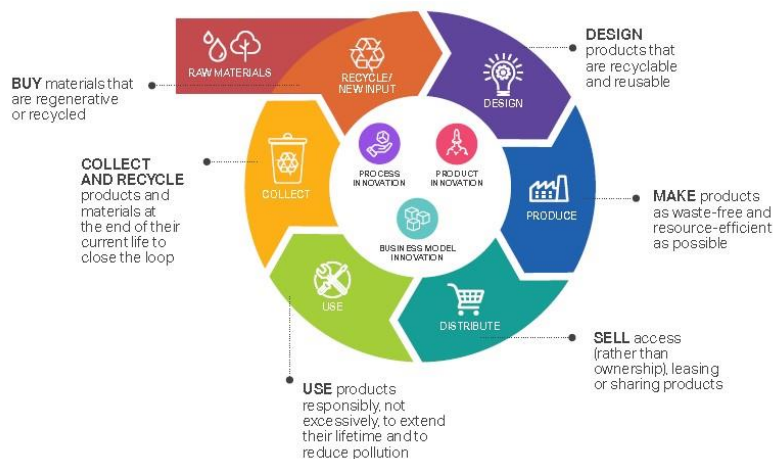 RAW MATERIALS
RECYCLE/
NEW INPUT
DESIGN
DESIGN
products that
are recyclable
and reusable
BUY materials that
are regenerative
or recycled
PROCESS
INNOVATION
PRODUCT
INNOVATION
BUSINESS MODEL
INNOVATION
COLLECT
COLLECT
AND RECYCLE
products and
materials at
the end of their
current life to
close the loop
PRODUCE
MAKE products
as waste-free and
resource-efficient
as possible
USE
DISTRIBUTE
SELL access
(rather than
ownership), leasing
or sharing products
USE products
responsibly, not
excessively, to extend
their lifetime and to
reduce pollution